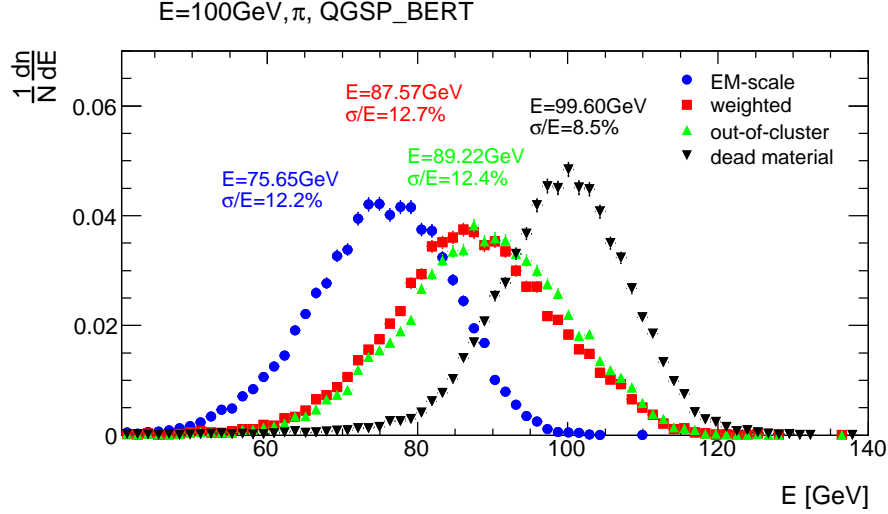 E=100GeV,π, QGSP_BERT
1 dn
N dE
0.06
0.04
0.02
0
E=87.57GeV
σ/E=12.7%
E=99.60GeV
σ/E=8.5%
E=89.22GeV
σ/E=12.4%
E=75.65GeV
σ/E=12.2%
EM-scale
weighted
out-of-cluster
dead material
60
80
100
120
140
E [GeV]